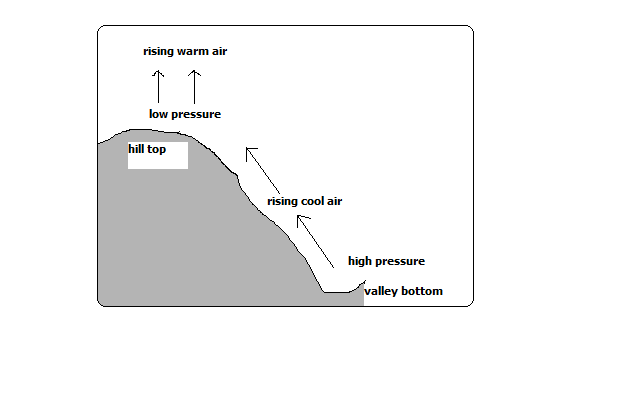 rising warm air
low pressure
hill top
rising cool air
high pressure
valley bottom